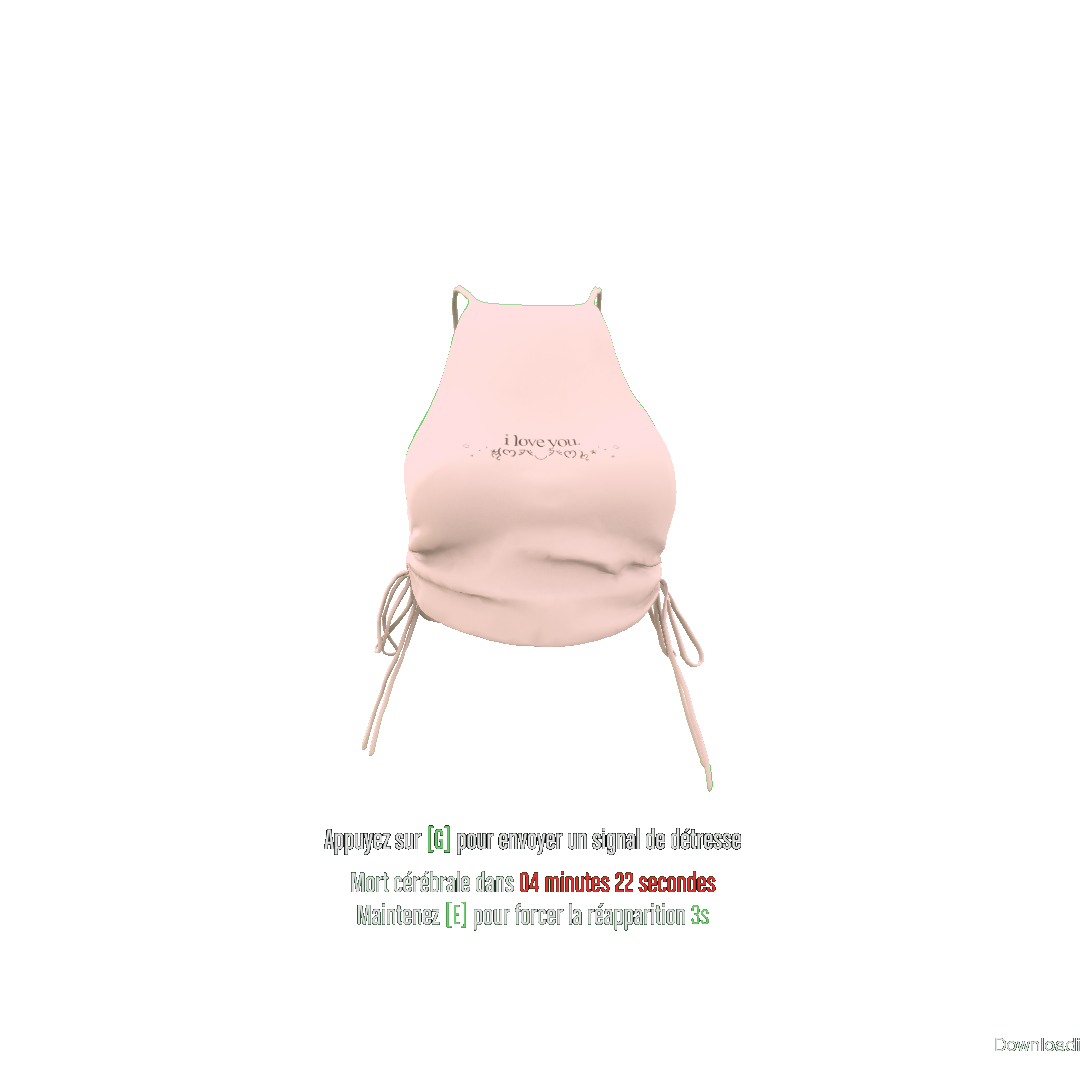 i love you.
Appuyez sur [G] pour envoyer un signal de détresse
Mort cérébrale dans 04 minutes 22 secondes
Maintenez [E] pour forcer la réapparition 3s
Downloadi